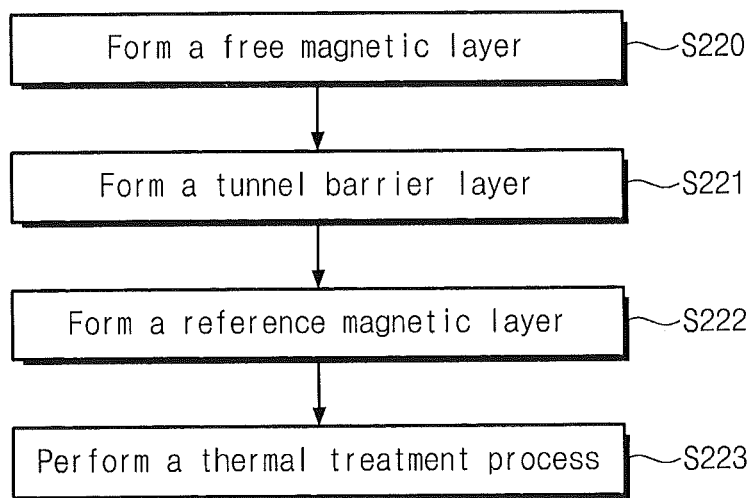 Form a free magnetic layer S220
Form a tunnel barrier layer S221
Form a reference magnetic layer S222
Perform a thermal treatment process S223